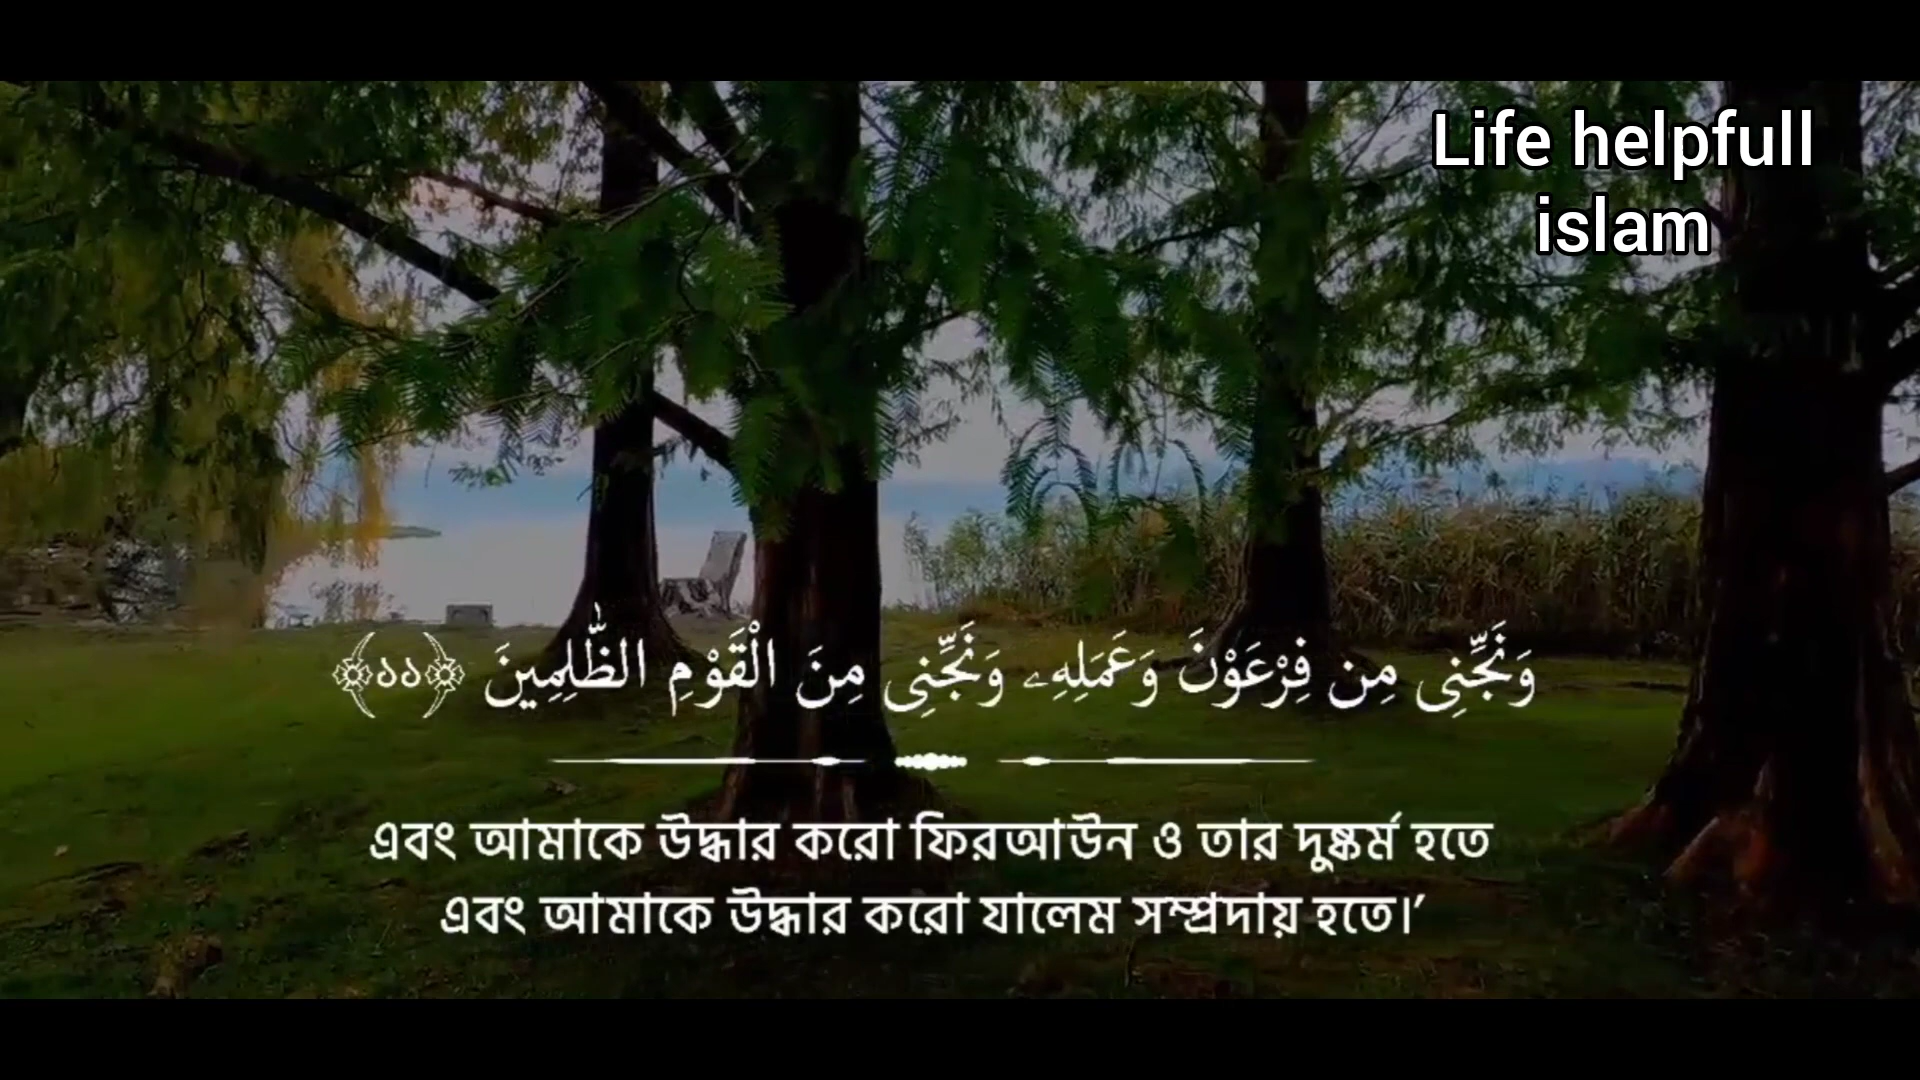 Life helpfull
islam
وَنَجِّنِى مِن فِرْعَوْنَ وَعَمَلِهِۦ وَنَجِّنِى مِنَ الْقَوْمِ الظّٰلِمِينَ ﴿১১﴾
এবং আমাকে উদ্ধার করো ফিরআউন ও তার দুষ্কর্ম হতে
এবং আমাকে উদ্ধার করো যালেম সম্প্রদায় হতে।’